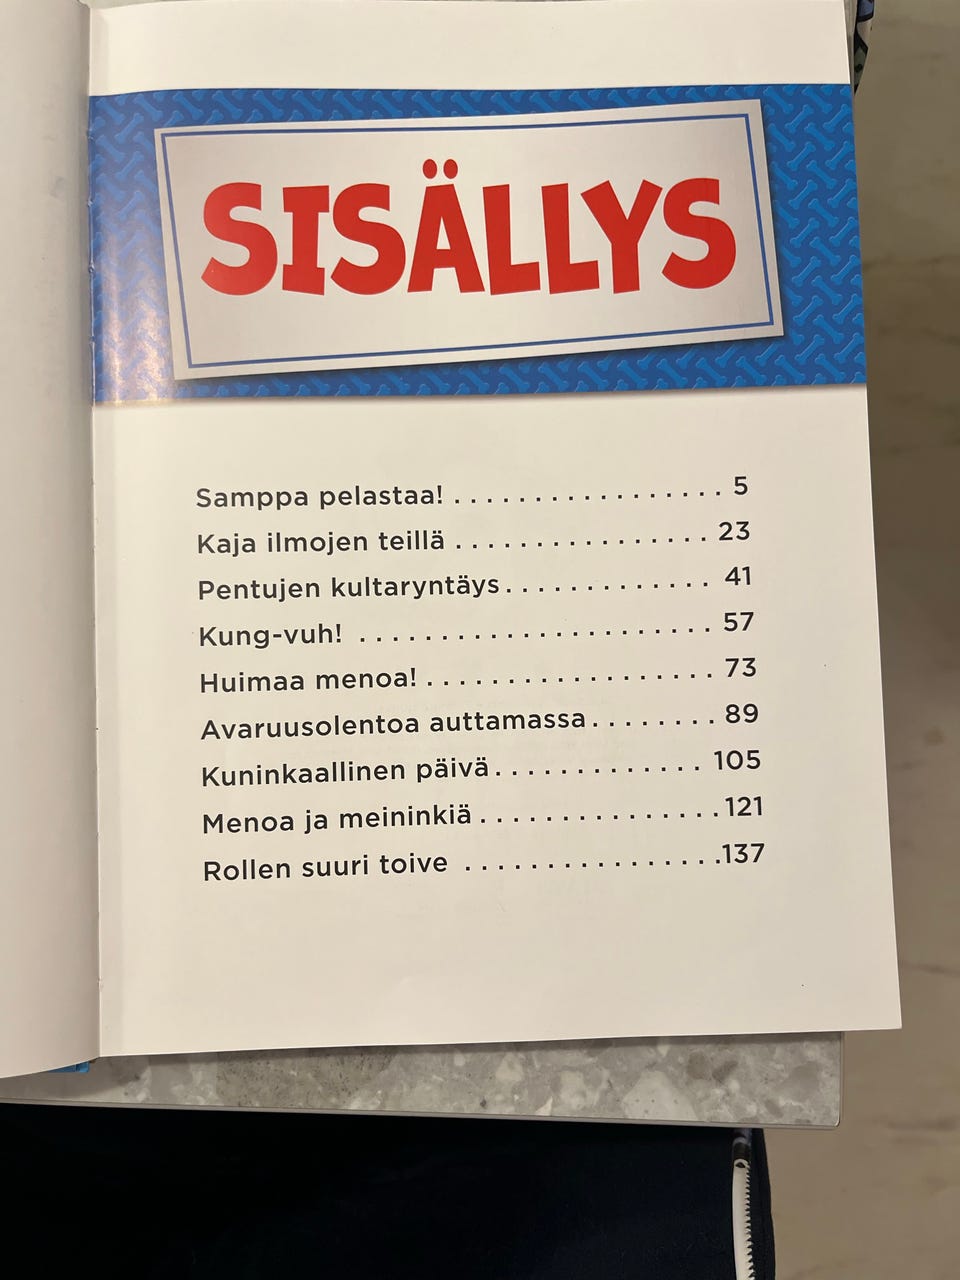 SISÄLLYS
Samppa pelastaa! . . . . . . . . . . . . . . . . . 5
Kaja ilmojen teillä . . . . . . . . . . . . . . . . 23
Pentujen kultaryntäys. . . . . . . . . . . . . 41
Kung-vuh! . . . . . . . . . . . . . . . . . . . . . . 57
Huimaa menoa! . . . . . . . . . . . . . . . . . . 73
Avaruusolentoa auttamassa. . . . . . . . 89
Kuninkaallinen päivä. . . . . . . . . . . . . 105
Menoa ja meininkiä . . . . . . . . . . . . . . .121
Rollen suuri toive . . . . . . . . . . . . . . . .137